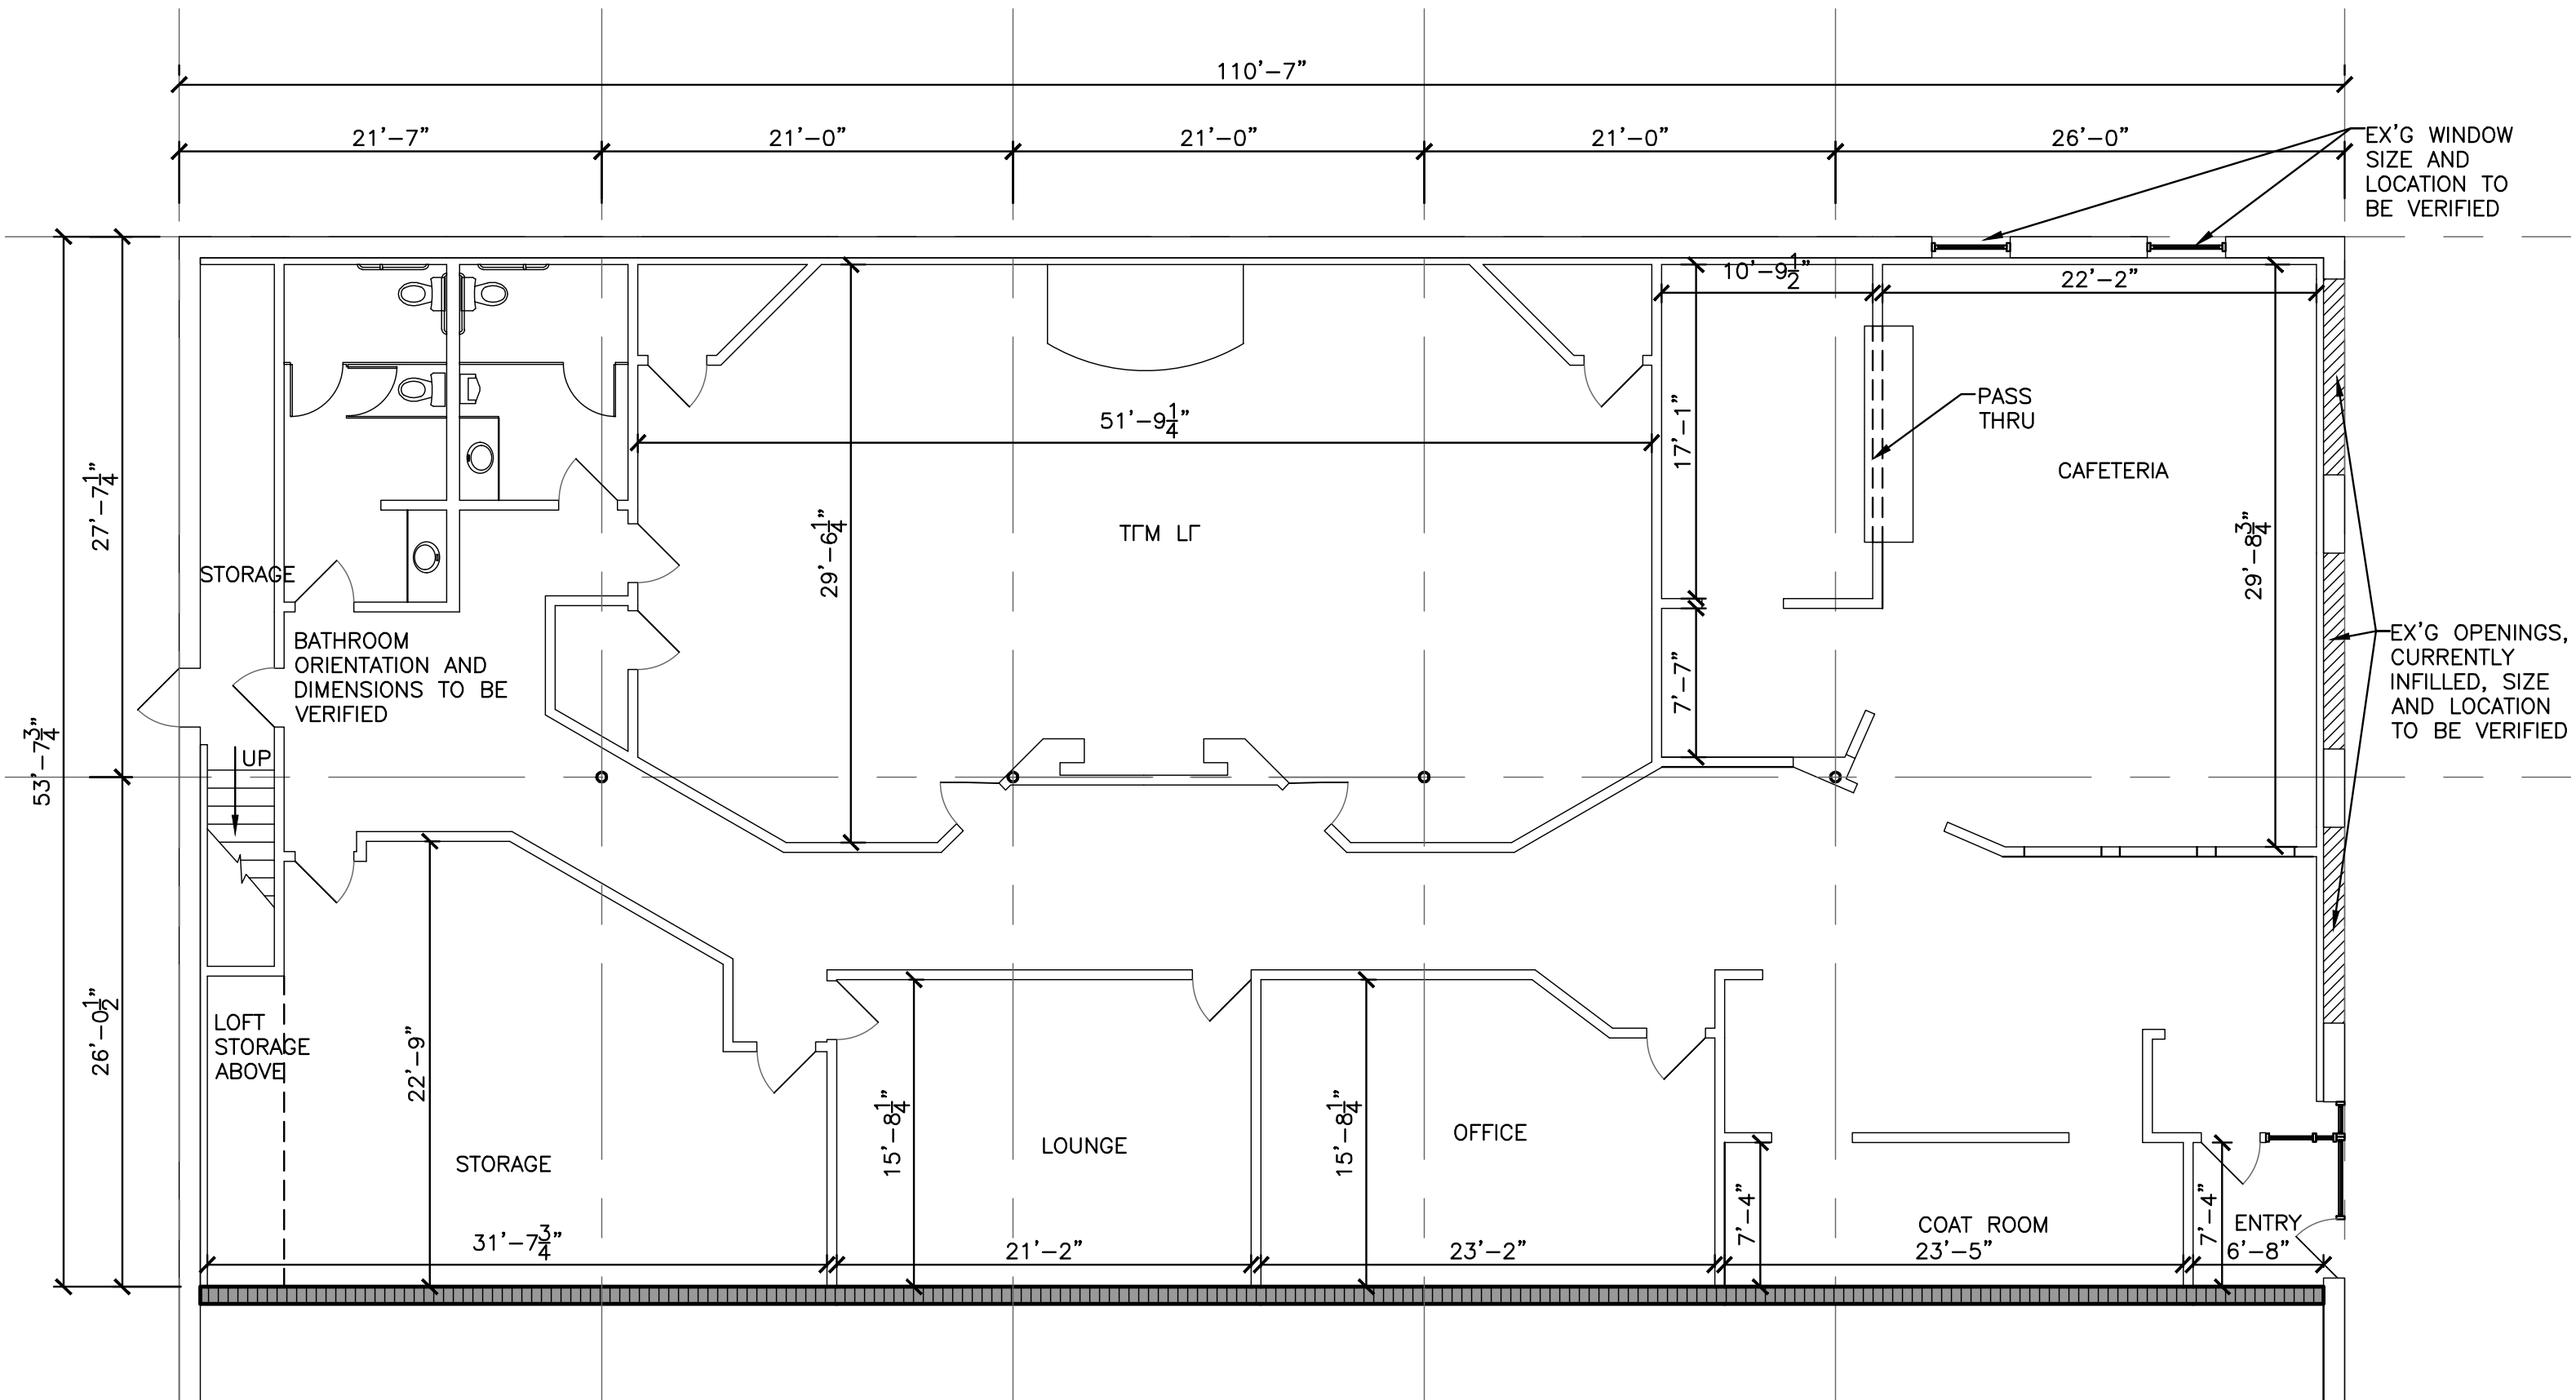 110'-7"
21'-7"
21'-0"
21'-0"
21'-0"
26'-0"
EX'G WINDOW
SIZE AND
LOCATION TO
BE VERIFIED
10'-9 1/2"
22'-2"
PASS
THRU
17'-1"
51'-9 1/4"
CAFETERIA
27'-7 1/4"
29'-6 1/4"
29'-8 3/4"
STORAGE
BATHROOM
ORIENTATION AND
DIMENSIONS TO BE
VERIFIED
7'-7"
EX'G OPENINGS,
CURRENTLY
INFILLED, SIZE
AND LOCATION
TO BE VERIFIED
53'-7 3/4"
UP
26'-0 1/2"
LOFT
STORAGE
ABOVE
22'-9"
15'-8 1/4"
15'-8 1/4"
STORAGE
LOUNGE
OFFICE
7'-4"
7'-4"
COAT ROOM
ENTRY
31'-7 3/4"
21'-2"
23'-2"
23'-5"
6'-8"